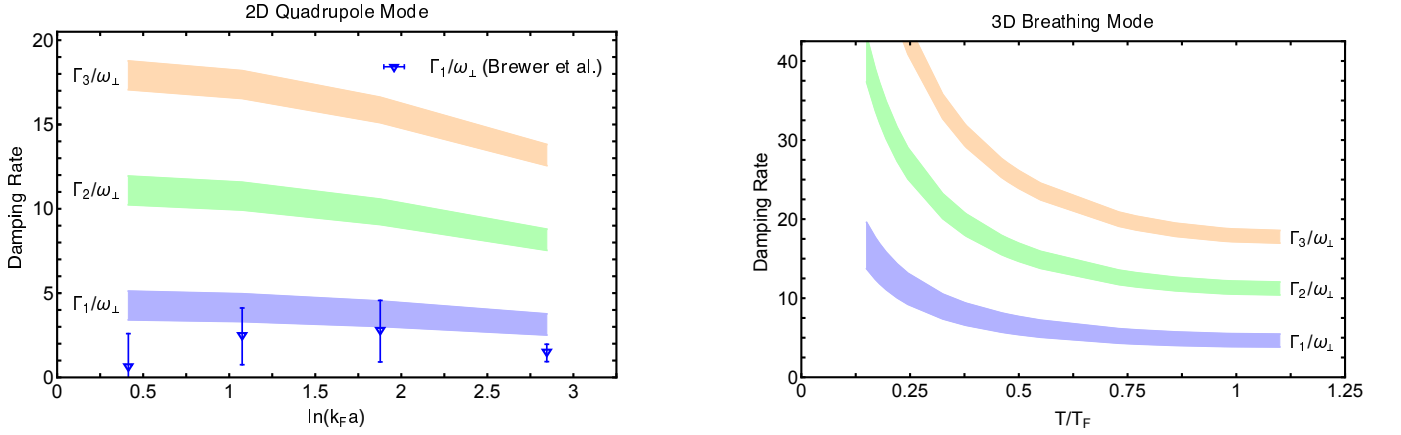 2D Quadrupole Mode
20
15
10
5
0
Damping Rate
Γ3/ω⊥
Γ2/ω⊥
Γ1/ω⊥
Γ1/ω⊥ (Brewer et al.)
0 0.5 1 1.5 2 2.5 3
ln(kFa)
3D Breathing Mode
40
30
20
10
0
Damping Rate
Γ3/ω⊥
Γ2/ω⊥
Γ1/ω⊥
0 0.25 0.5 0.75 1 1.25
T/TF